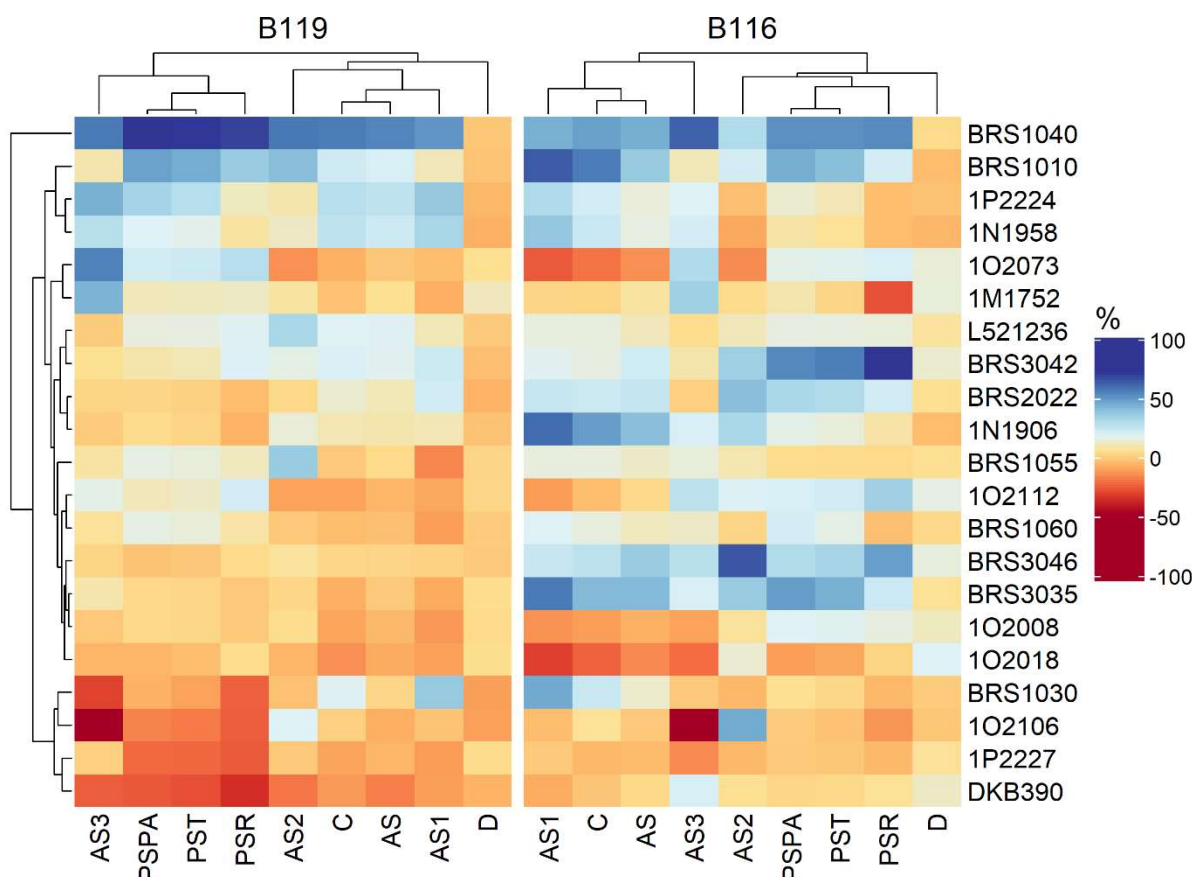 B119 B116
BRS1040
BRS1010
1P2224
1N1958
1O2073
1M1752
L521236
BRS3042
BRS2022
1N1906
BRS1055
1O2112
BRS1060
BRS3046
BRS3035
1O2008
1O2018
BRS1030
1O2106
1P2227
DKB390
%
100
50
0
-50
-100
AS3 PSPA PST PSR AS2 C AS AS1 D AS1 C AS AS3 AS2 PSPA PST PSR D